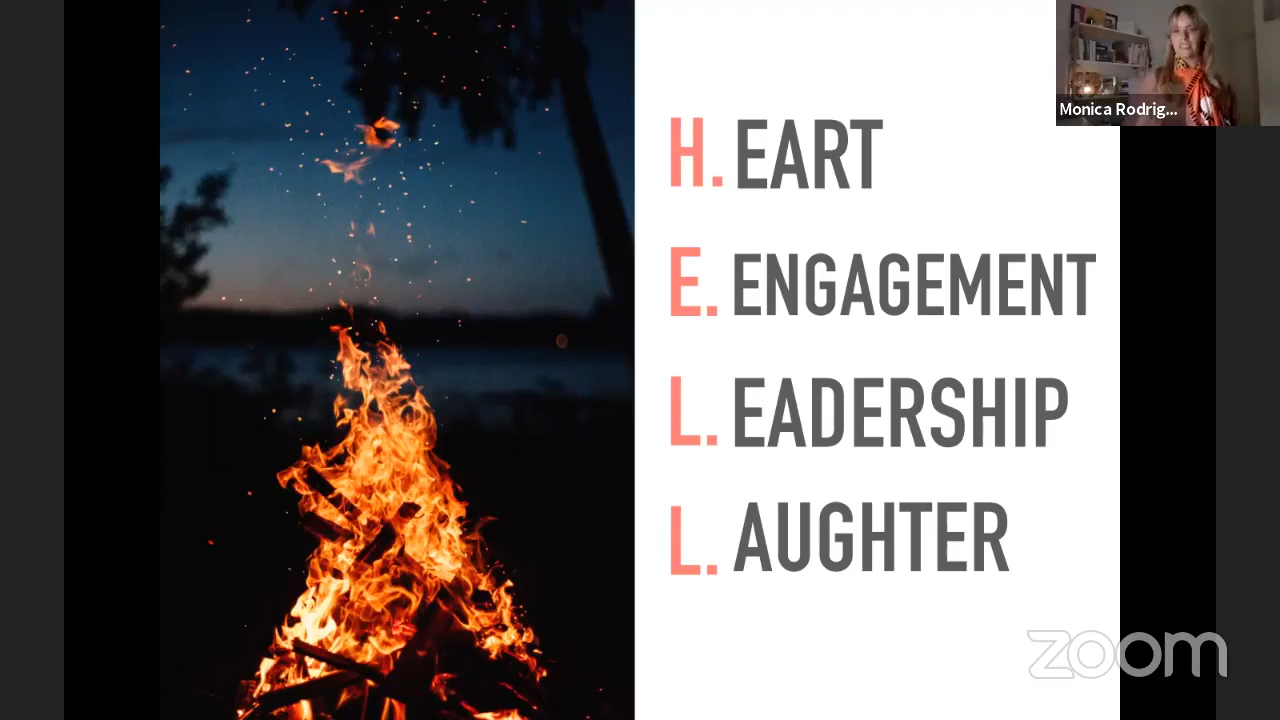 Monica Rodrig...
H. EART
E. ENGAGEMENT
L. EADERSHIP
L. AUGHTER
zoom